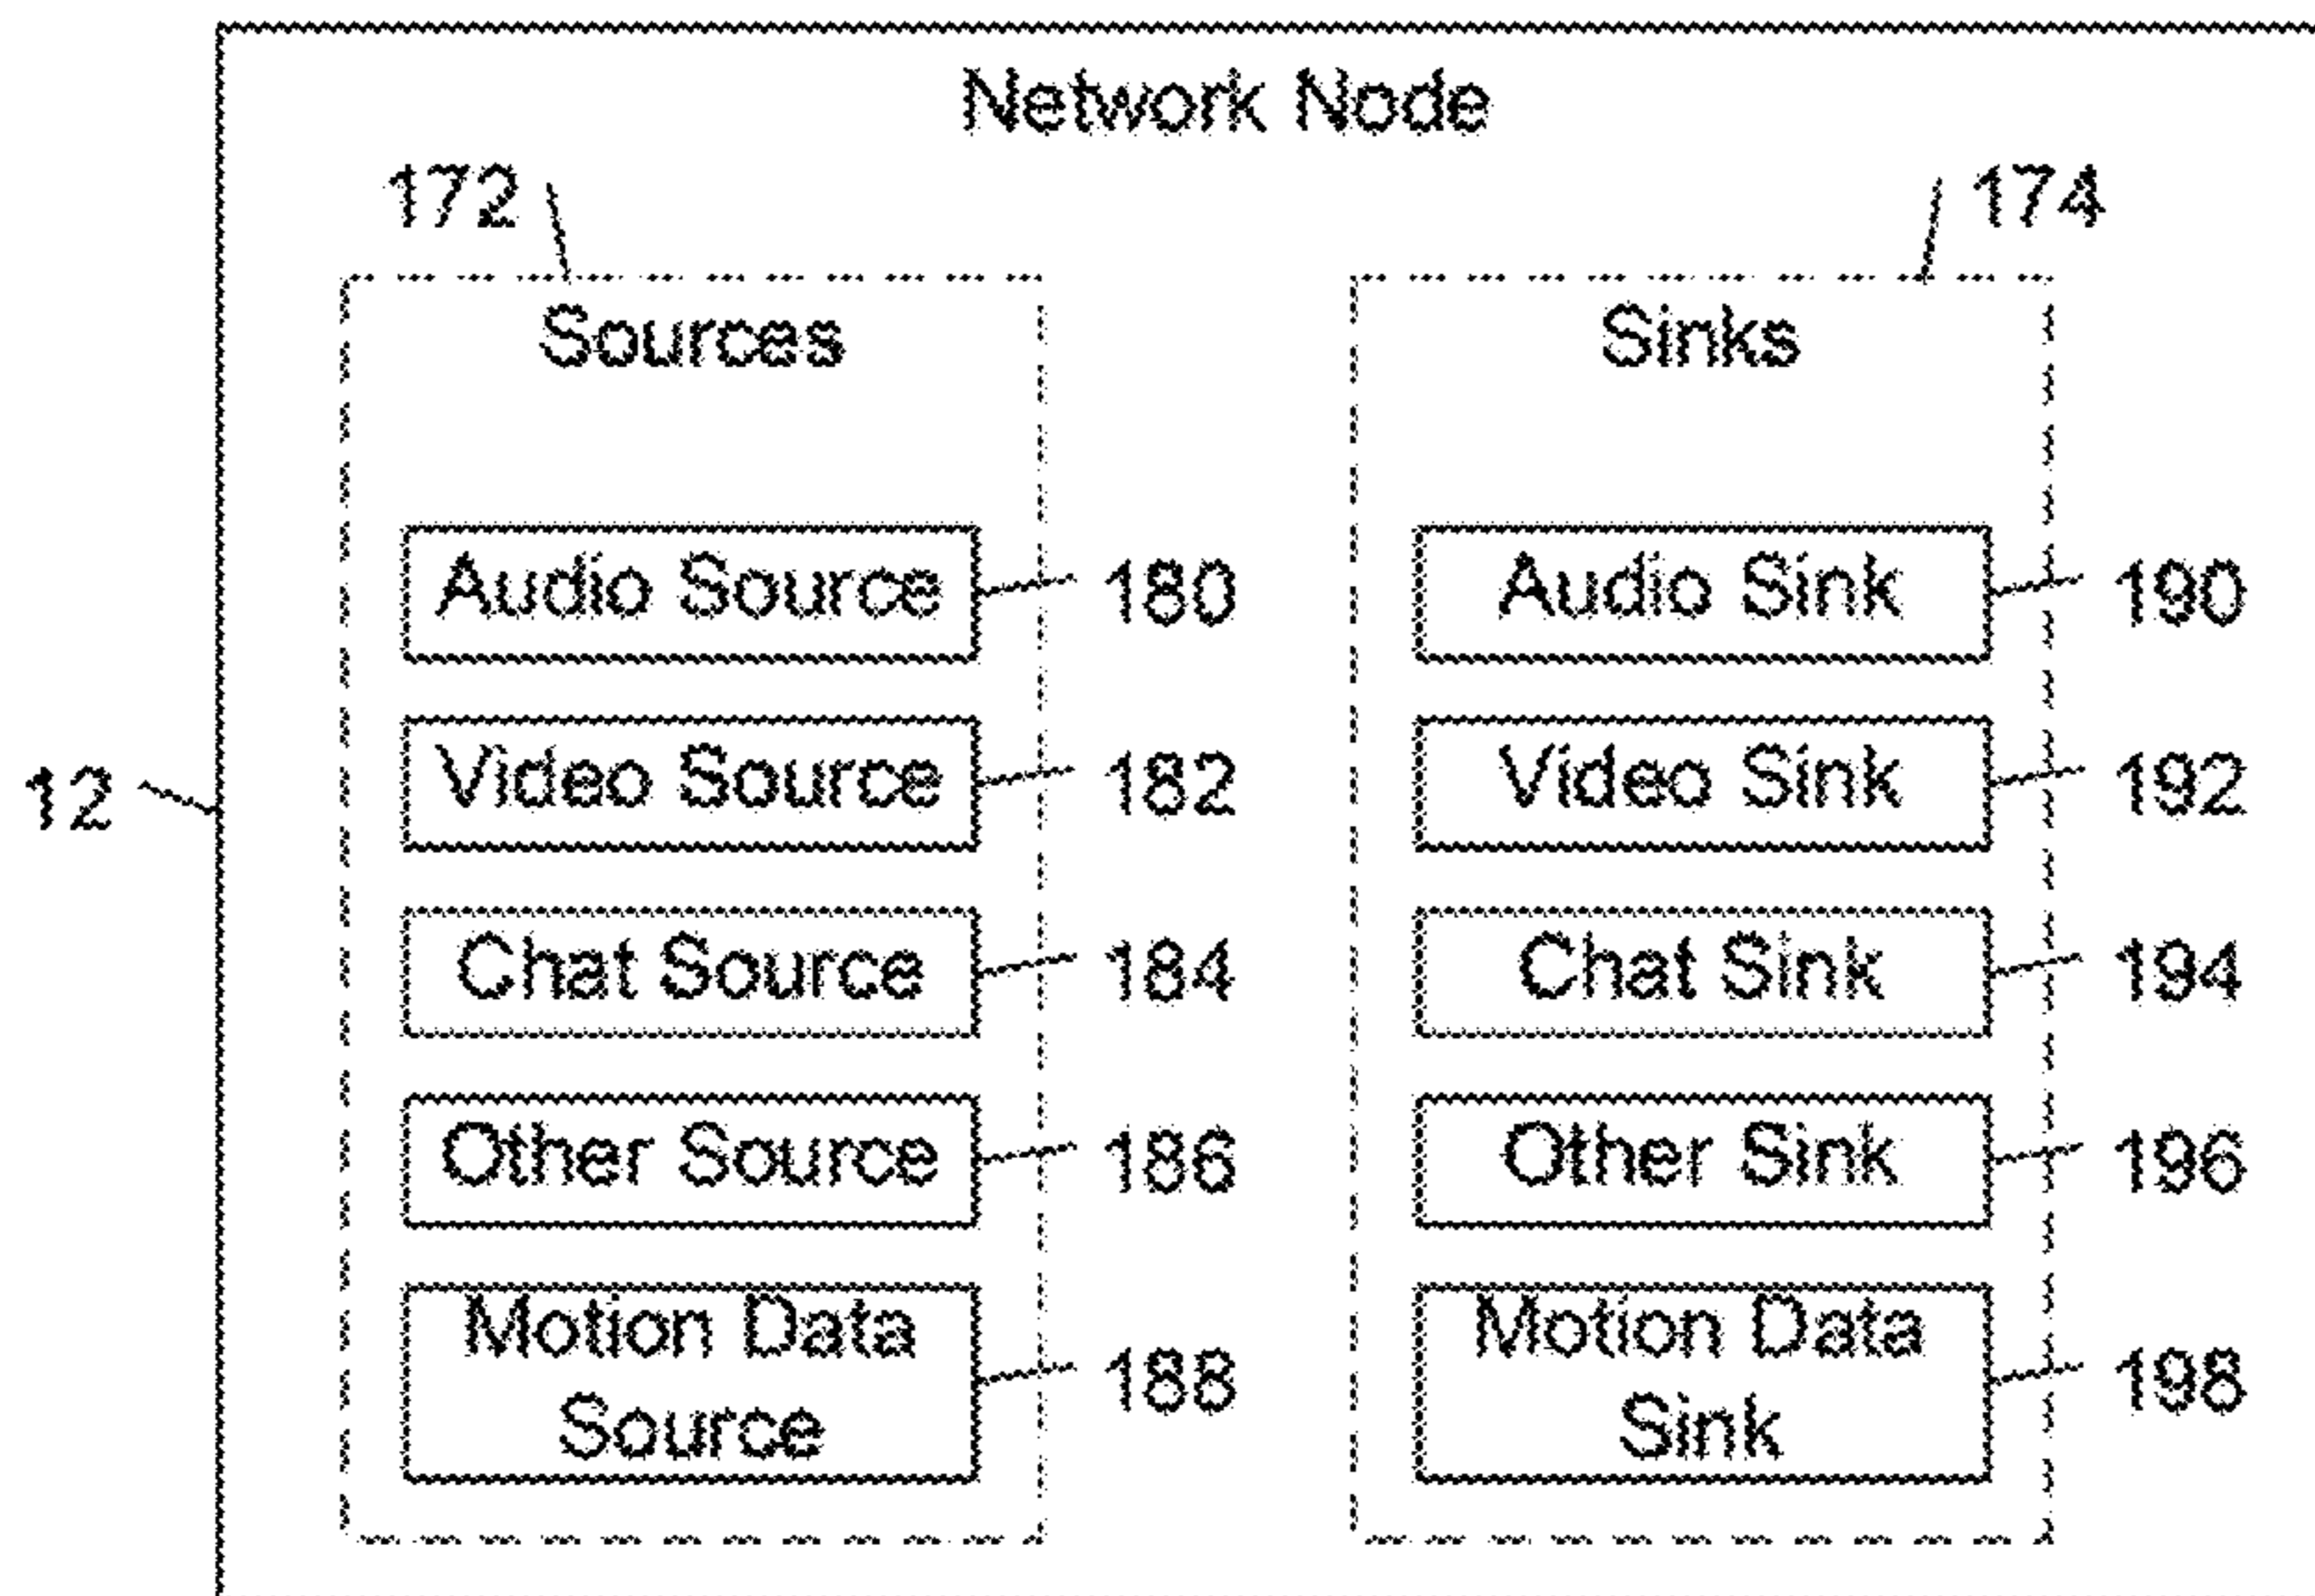 Network Node
172
174
Sources
Sinks
Audio Source
180
Audio Sink
190
Video Source
182
Video Sink
192
12
Chat Source
184
Chat Sink
194
Other Source
186
Other Sink
196
Motion Data
Source
188
Motion Data
Sink
198